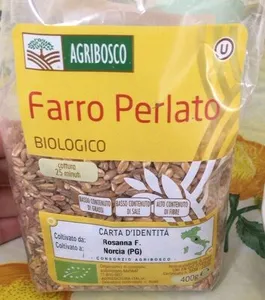 AGRIBOSCO
U
Farro Perlato
BIOLOGICO
cottura
25 minuti
BASSO CONTENUTO
DI GRASSI
BASSO CONTENUTO
DI SALE
ALTO CONTENUTO
DI FIBRE
CARTA D'IDENTITÀ
Coltivato da: Rosanna F.
Coltivato a: Norcia (PG)
CONSORZIO AGRIBOSCO
400g